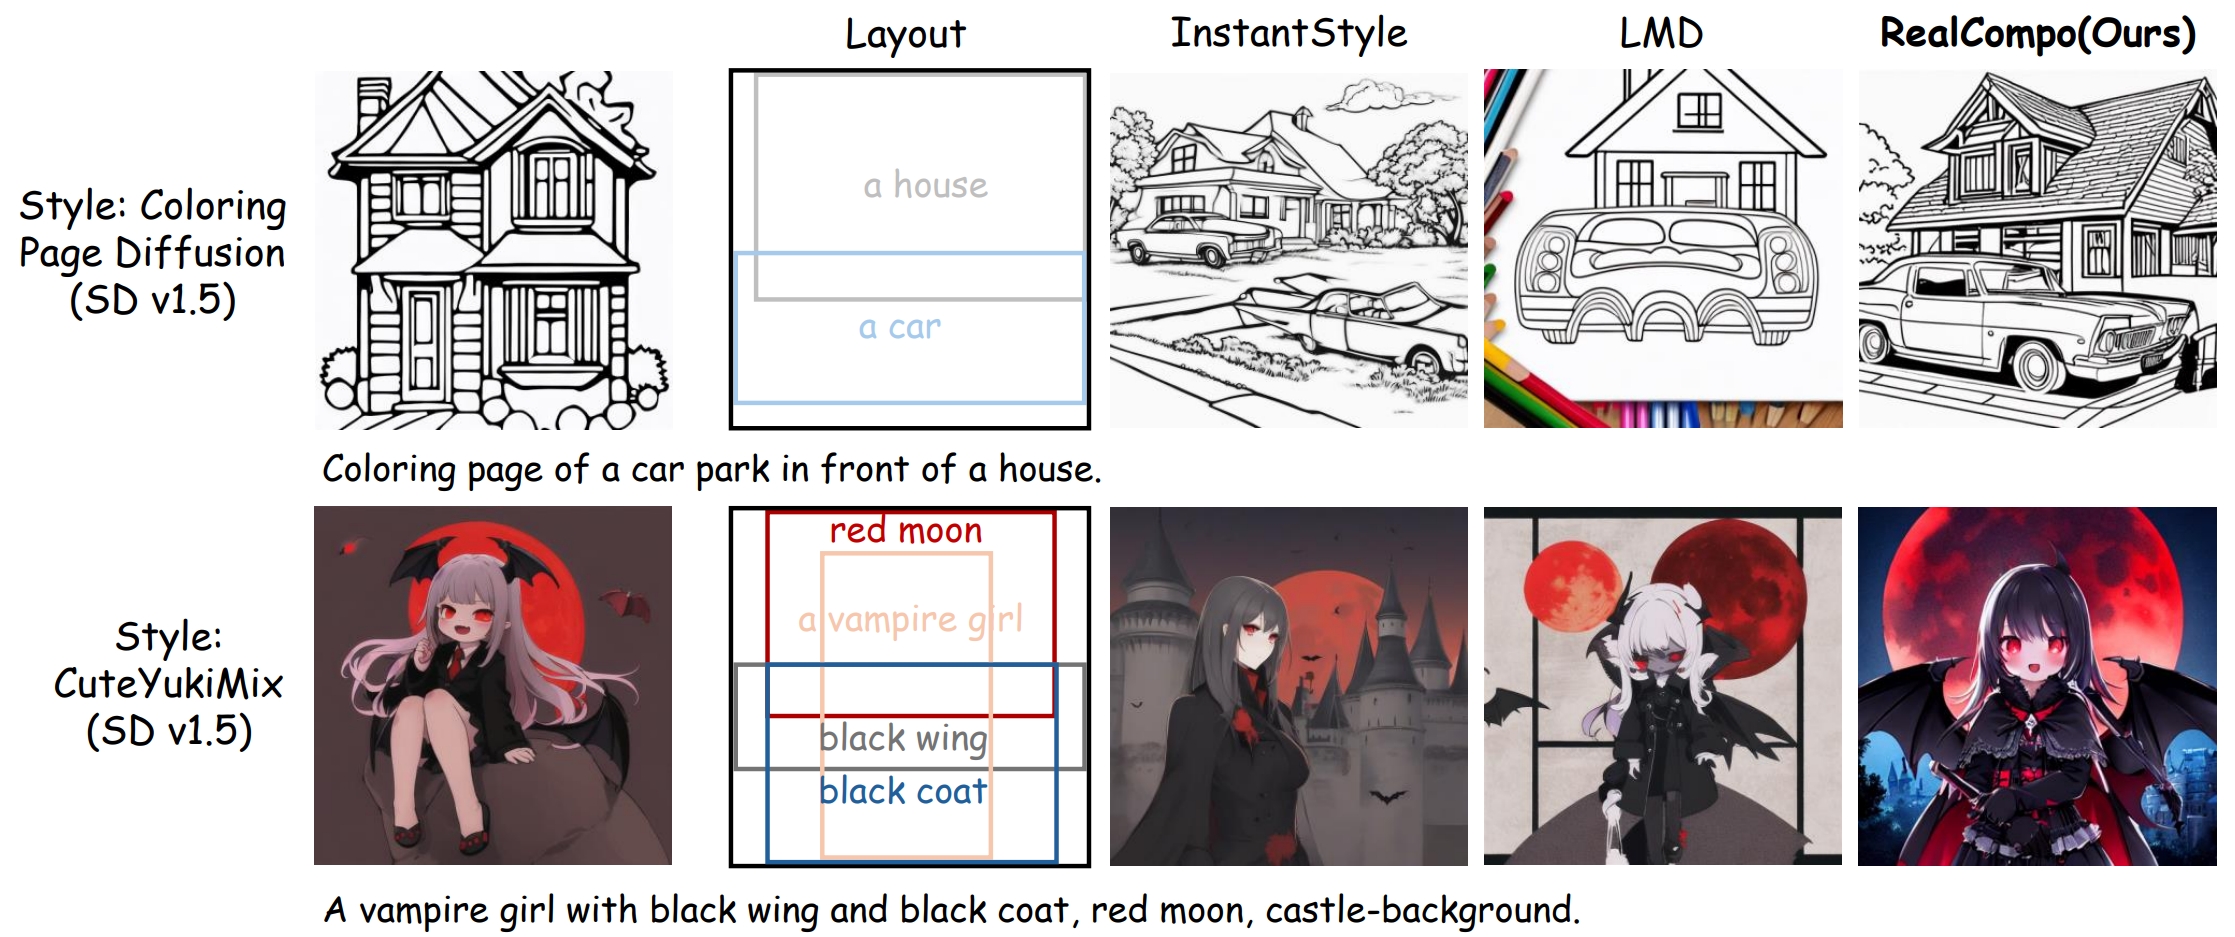 Layout
InstantStyle
LMD
RealCompo(Ours)
Style: Coloring
Page Diffusion
(SD v1.5)
a house
a car
Coloring page of a car park in front of a house.
Style:
CuteYukiMix
(SD v1.5)
red moon
a vampire girl
black wing
black coat
A vampire girl with black wing and black coat, red moon, castle-background.